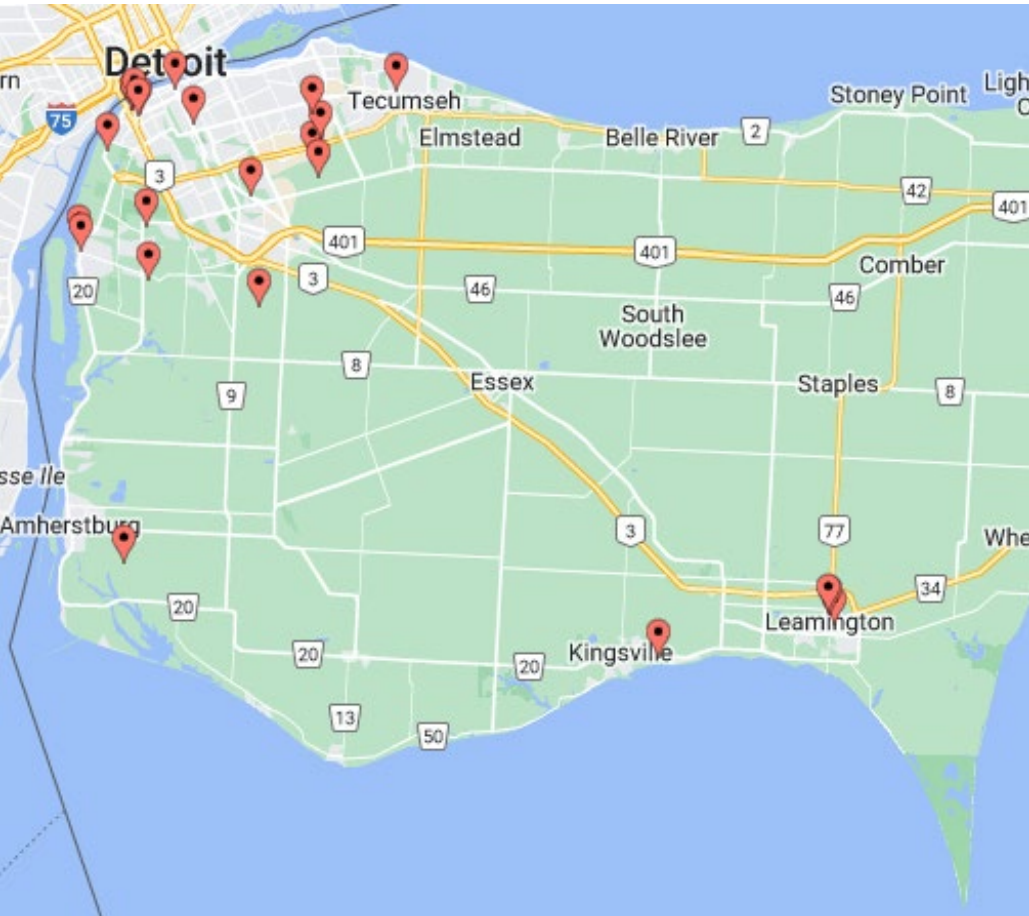 Detroit
rn
Tecumseh
Stoney Point
Ligh
C
75
Elmstead
Belle River
2
3
42
401
401
401
Comber
20
3
46
46
South
Woodslee
8
9
Essex
Staples
8
sse Ile
Amherstburg
3
77
Whe
34
20
Leamington
20
20
Kingsville
13
50